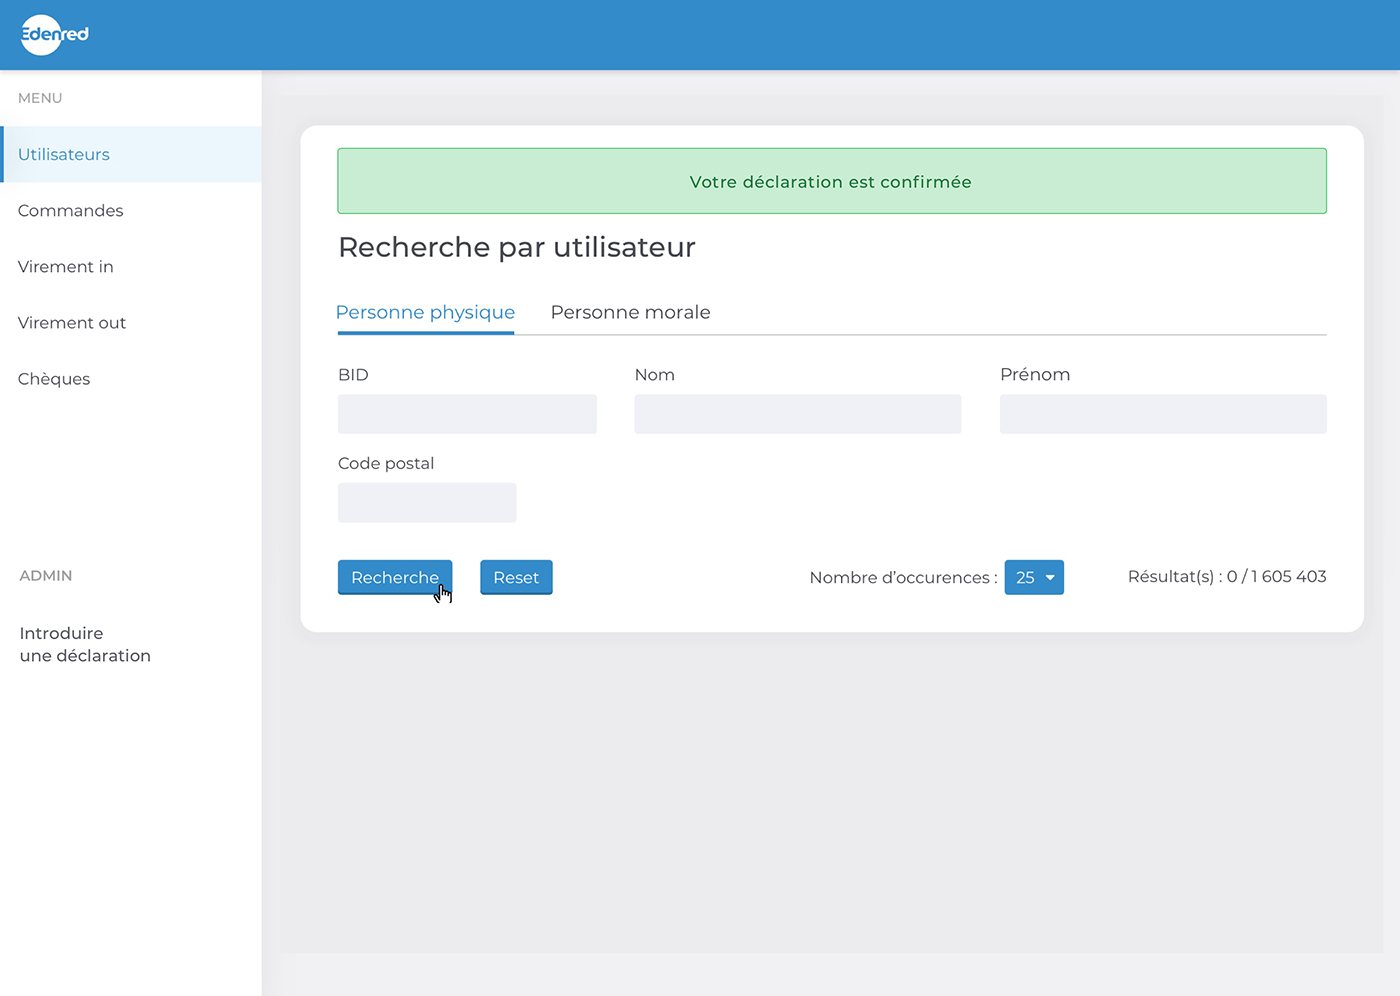 Edenred
MENU
Utilisateurs
Commandes
Virement in
Virement out
Chèques
ADMIN
Introduire
une déclaration
Votre déclaration est confirmée
Recherche par utilisateur
Personne physique Personne morale
BID Nom Prénom
Code postal
Recherche Reset Nombre d’occurences : 25 Résultat(s) : 0 / 1 605 403